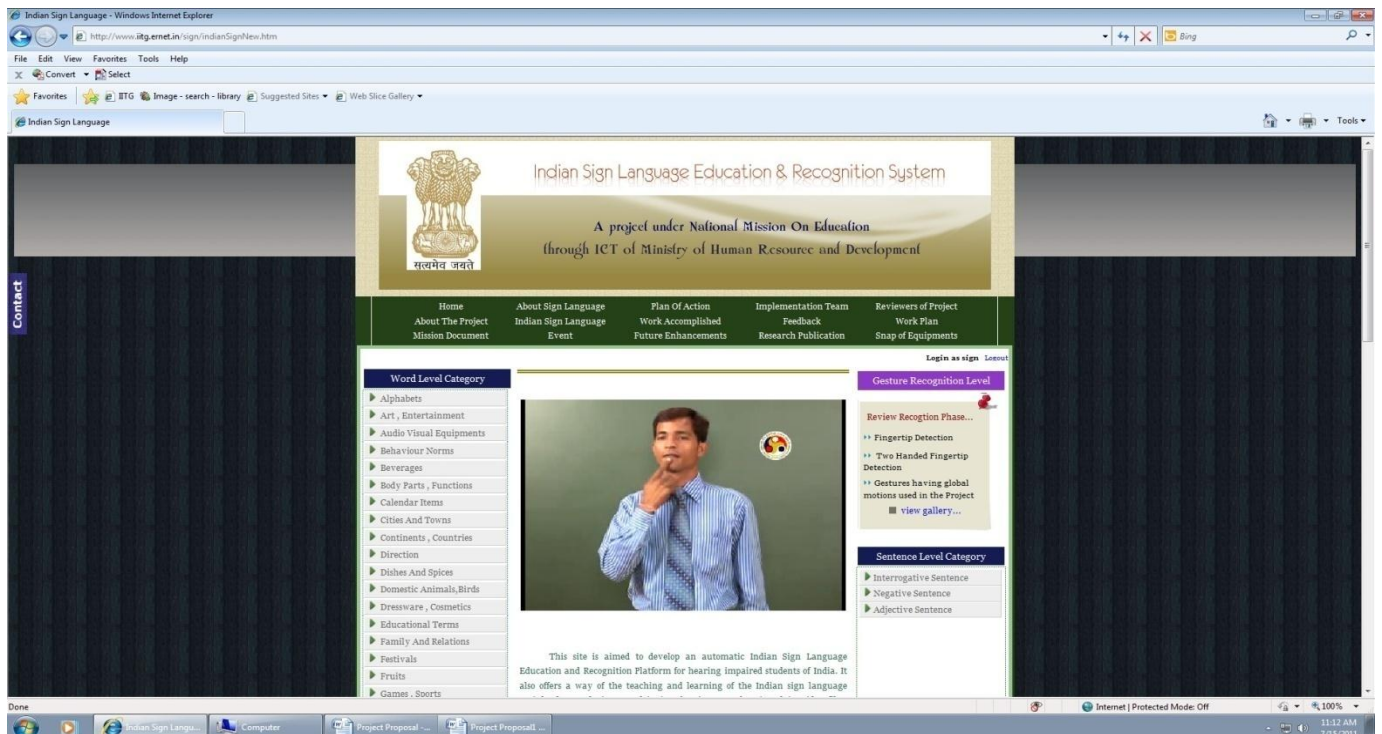 Indian Sign Language - Windows Internet Explorer
http://www.iitg.ernet.in/sign/indianSignNew.htm
Bing
File Edit View Favorites Tools Help
X Convert Select
Favorites IITG Image - search - library Suggested Sites Web Slice Gallery
Indian Sign Language
Tools
Indian Sign Language Education & Recognition System
A project under National Mission On Education
through ICT of Ministry of Human Resource and Development
सत्यमेव जयते
Contact
Home About Sign Language Plan Of Action Implementation Team Reviewers of Project
About The Project Indian Sign Language Work Accomplished Feedback Work Plan
Mission Document Event Future Enhancements Research Publication Snap of Equipments
Login as sign Logout
Word Level Category
Alphabets
Art , Entertainment
Audio Visual Equipments
Behaviour Norms
Beverages
Body Parts , Functions
Calendar Items
Cities And Towns
Continents , Countries
Direction
Dishes And Spices
Domestic Animals,Birds
Dressware , Cosmetics
Educational Terms
Family And Relations
Festivals
Fruits
Games , Sports
This site is aimed to develop an automatic Indian Sign Language
Education and Recognition Platform for hearing impaired students of India. It
also offers a way of the teaching and learning of the Indian sign language
Gesture Recognition Level
Review Recogtion Phase...
Fingertip Detection
Two Handed Fingertip
Detection
Gestures having global
motions used in the Project
view gallery...
Sentence Level Category
Interrogative Sentence
Negative Sentence
Adjective Sentence
Done
Internet | Protected Mode: Off
100%
Indian Sign Langu...
Computer
Project Proposal -...
Project Proposal1 ...
11:12 AM
7/15/2011